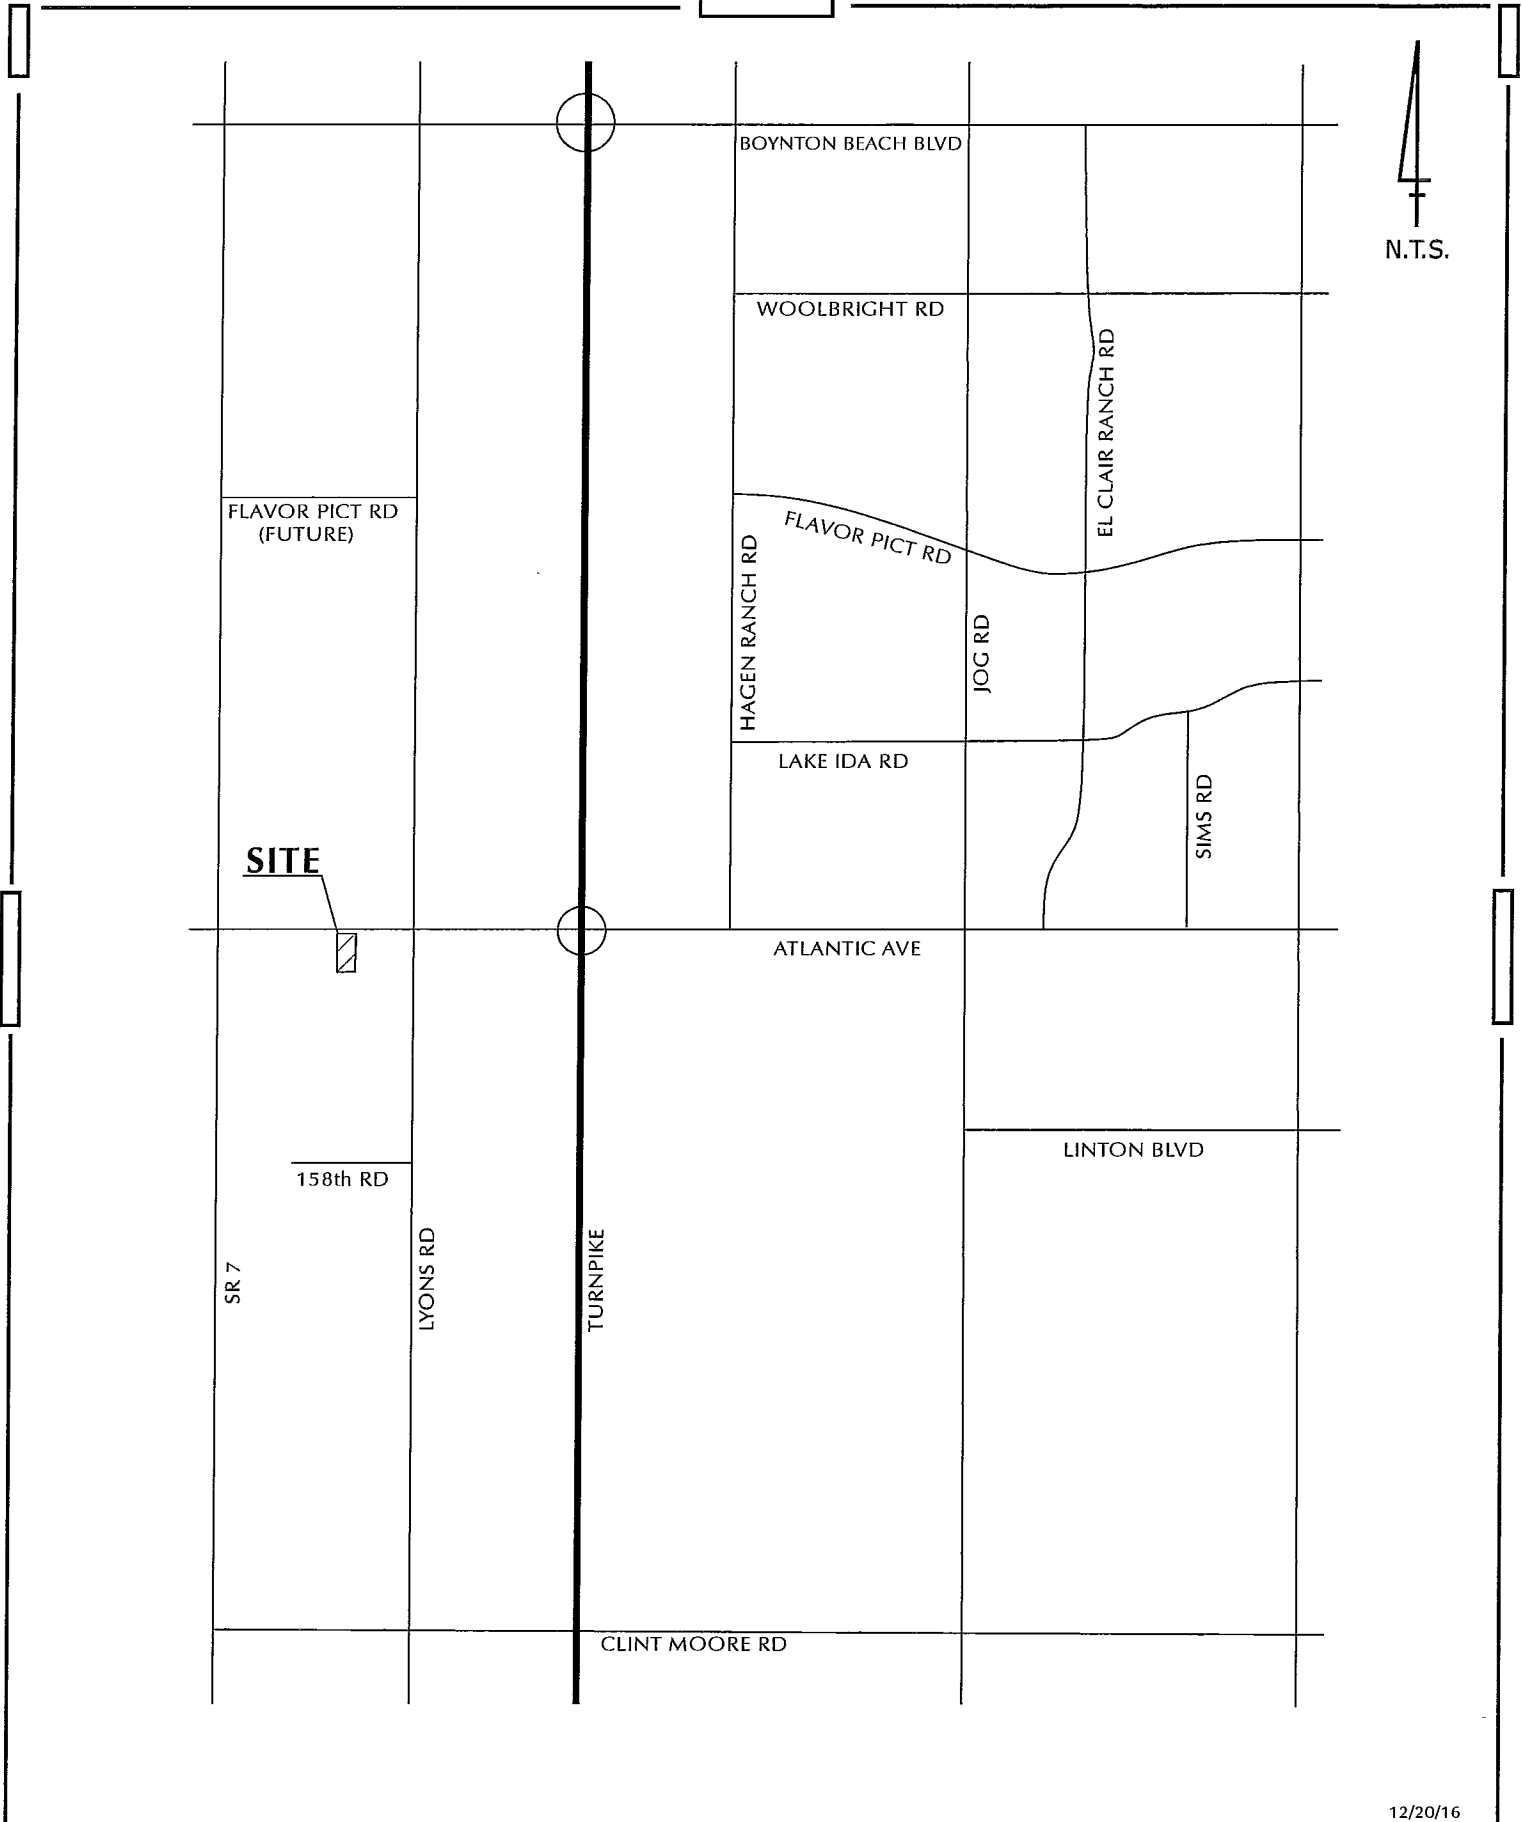 BOYNTON BEACH BLVD
N.T.S.
WOOLBRIGHT RD
EL CLAIR RANCH RD
FLAVOR PICT RD
(FUTURE)
FLAVOR PICT RD
HAGEN RANCH RD
JOG RD
LAKE IDA RD
SIMS RD
SITE
ATLANTIC AVE
LINTON BLVD
158th RD
SR 7
LYONS RD
TURNPIKE
CLINT MOORE RD
12/20/16